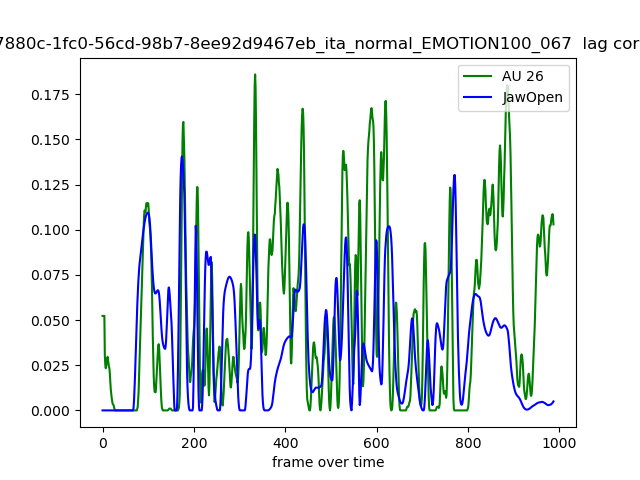 7880c-1fc0-56cd-98b7-8ee92d9467eb_ita_normal_EMOTION100_067 lag cor
AU 26
JawOpen
0.175
0.150
0.125
0.100
0.075
0.050
0.025
0.000
0 200 400 600 800 1000
frame over time